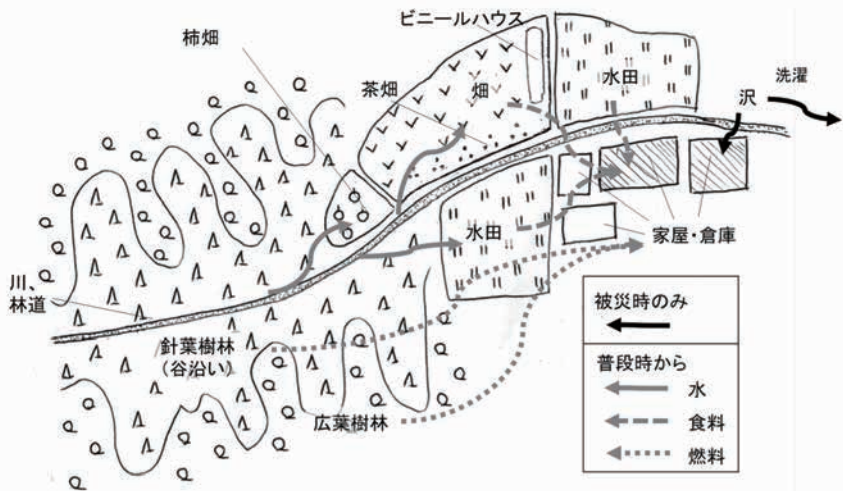 ビニールハウス
柿畑
茶畑
畑
水田
洗濯
沢
水田
家屋・倉庫
川、
林道
針葉樹林
(谷沿い)
広葉樹林
被災時のみ
普段時から
水
食料
燃料